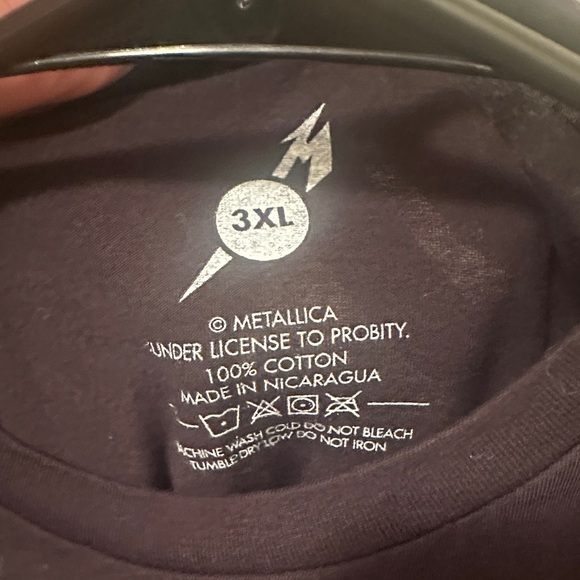 M
3XL
© METALLICA
UNDER LICENSE TO PROBITY.
100% COTTON
MADE IN NICARAGUA
MACHINE WASH COLD DO NOT BLEACH
TUMBLE DRY LOW DO NOT IRON